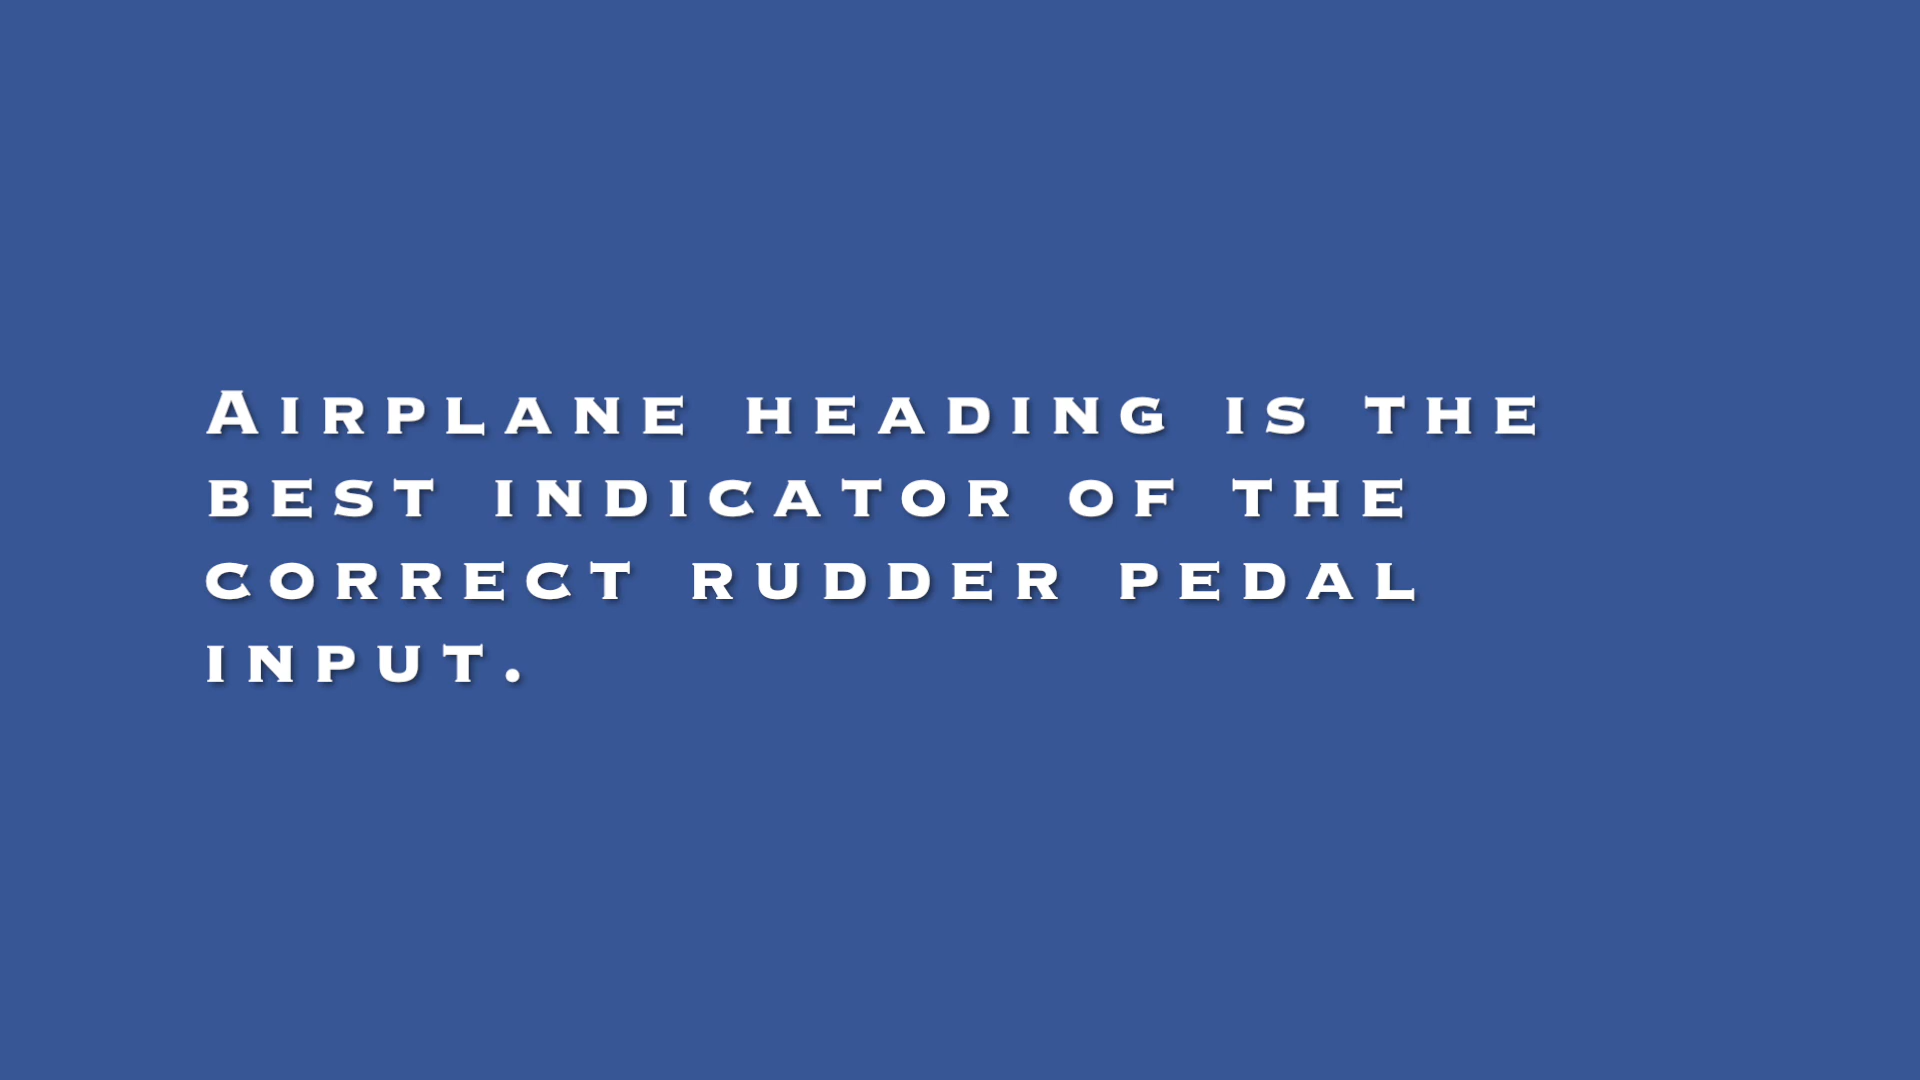 Airplane heading is the
best indicator of the
correct rudder pedal
input.